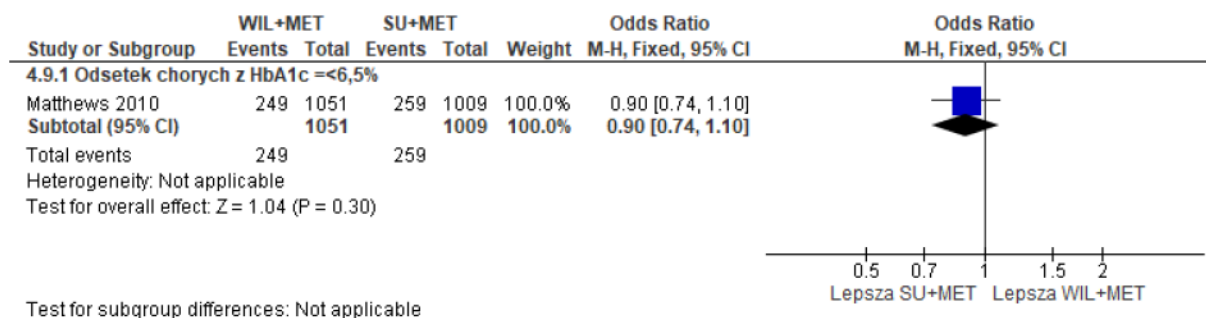 WIL+MET SU+MET Odds Ratio Odds Ratio
Study or Subgroup Events Total Events Total Weight M-H, Fixed, 95% CI M-H, Fixed, 95% CI
4.9.1 Odsetek chorych z HbA1c =<6,5%
Matthews 2010 249 1051 259 1009 100.0% 0.90 [0.74, 1.10]
Subtotal (95% CI) 1051 1009 100.0% 0.90 [0.74, 1.10]
Total events 249 259
Heterogeneity: Not applicable
Test for overall effect: Z = 1.04 (P = 0.30)
0.5 0.7 1 1.5 2
Lepsza SU+MET Lepsza WIL+MET
Test for subgroup differences: Not applicable